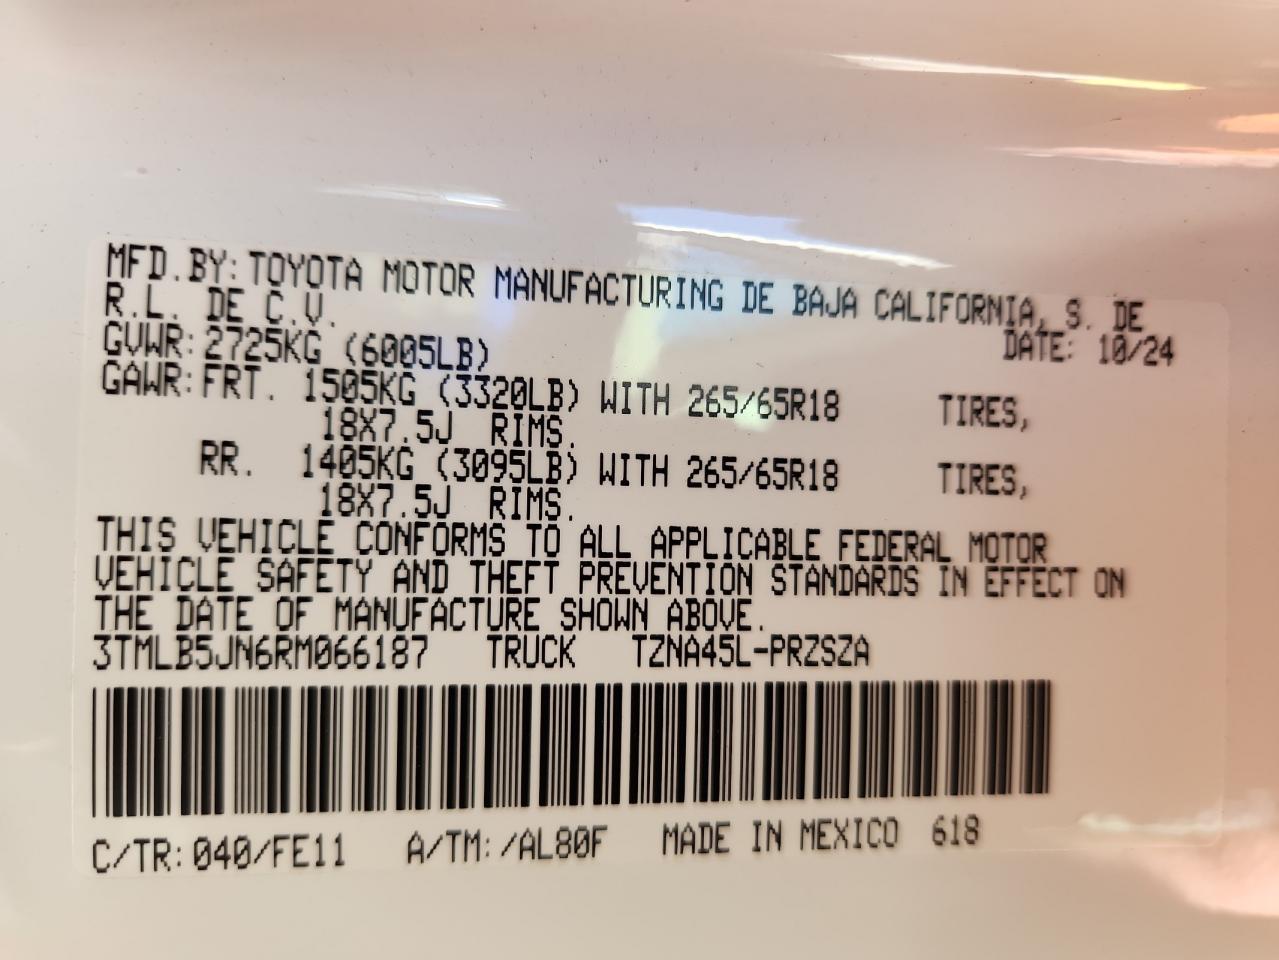 MFD.BY:TOYOTA MOTOR MANUFACTURING DE BAJA CALIFORNIA, S. DE
R.L. DE C.V.
DATE: 10/24
GVWR:2725KG (6005LB)
GAWR:FRT. 1505KG (3320LB) WITH 265/65R18 TIRES,
18X7.5J RIMS.
RR. 1405KG (3095LB) WITH 265/65R18 TIRES,
18X7.5J RIMS.
THIS VEHICLE CONFORMS TO ALL APPLICABLE FEDERAL MOTOR
VEHICLE SAFETY AND THEFT PREVENTION STANDARDS IN EFFECT ON
THE DATE OF MANUFACTURE SHOWN ABOVE.
3TMLB5JN6RM066187 TRUCK TZNA45L-PRZSZA
C/TR:040/FE11 A/TM:/AL80F MADE IN MEXICO 618